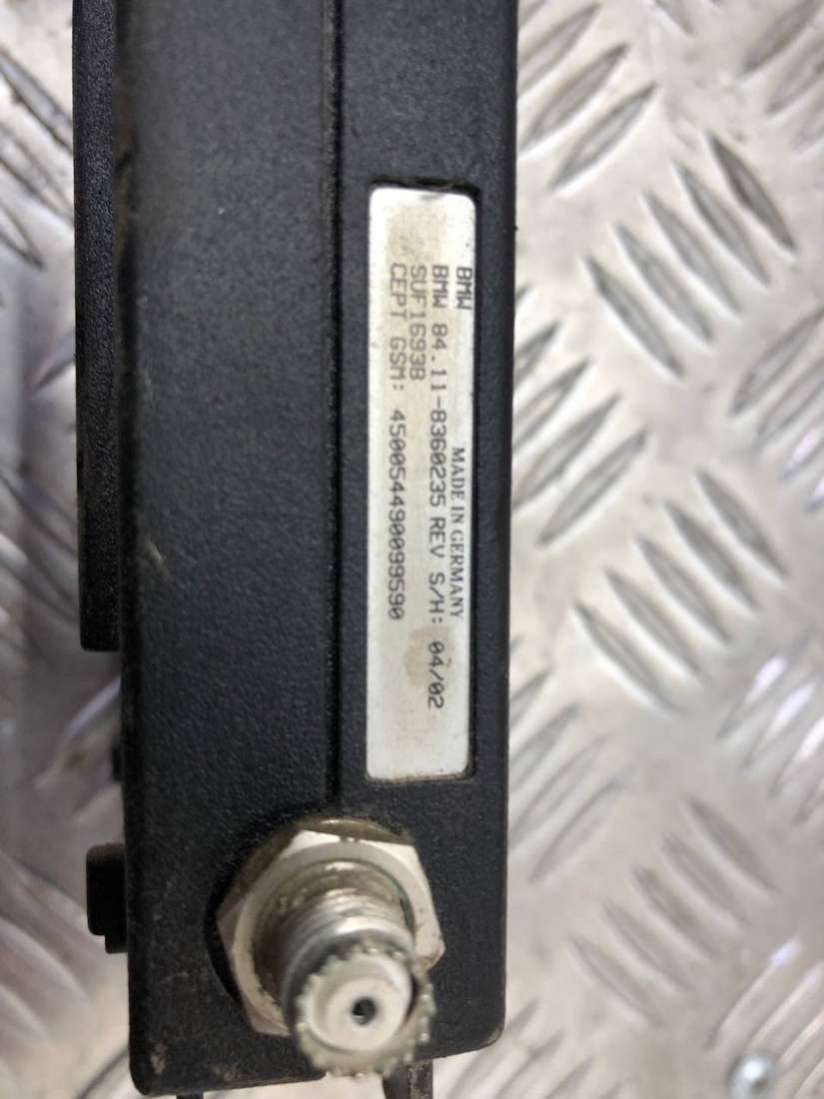 BMW
MADE IN GERMANY
BMW 84.11-8360235 REV S/H: 04/02
SUF1693B
CEPT GSM: 450054490099590